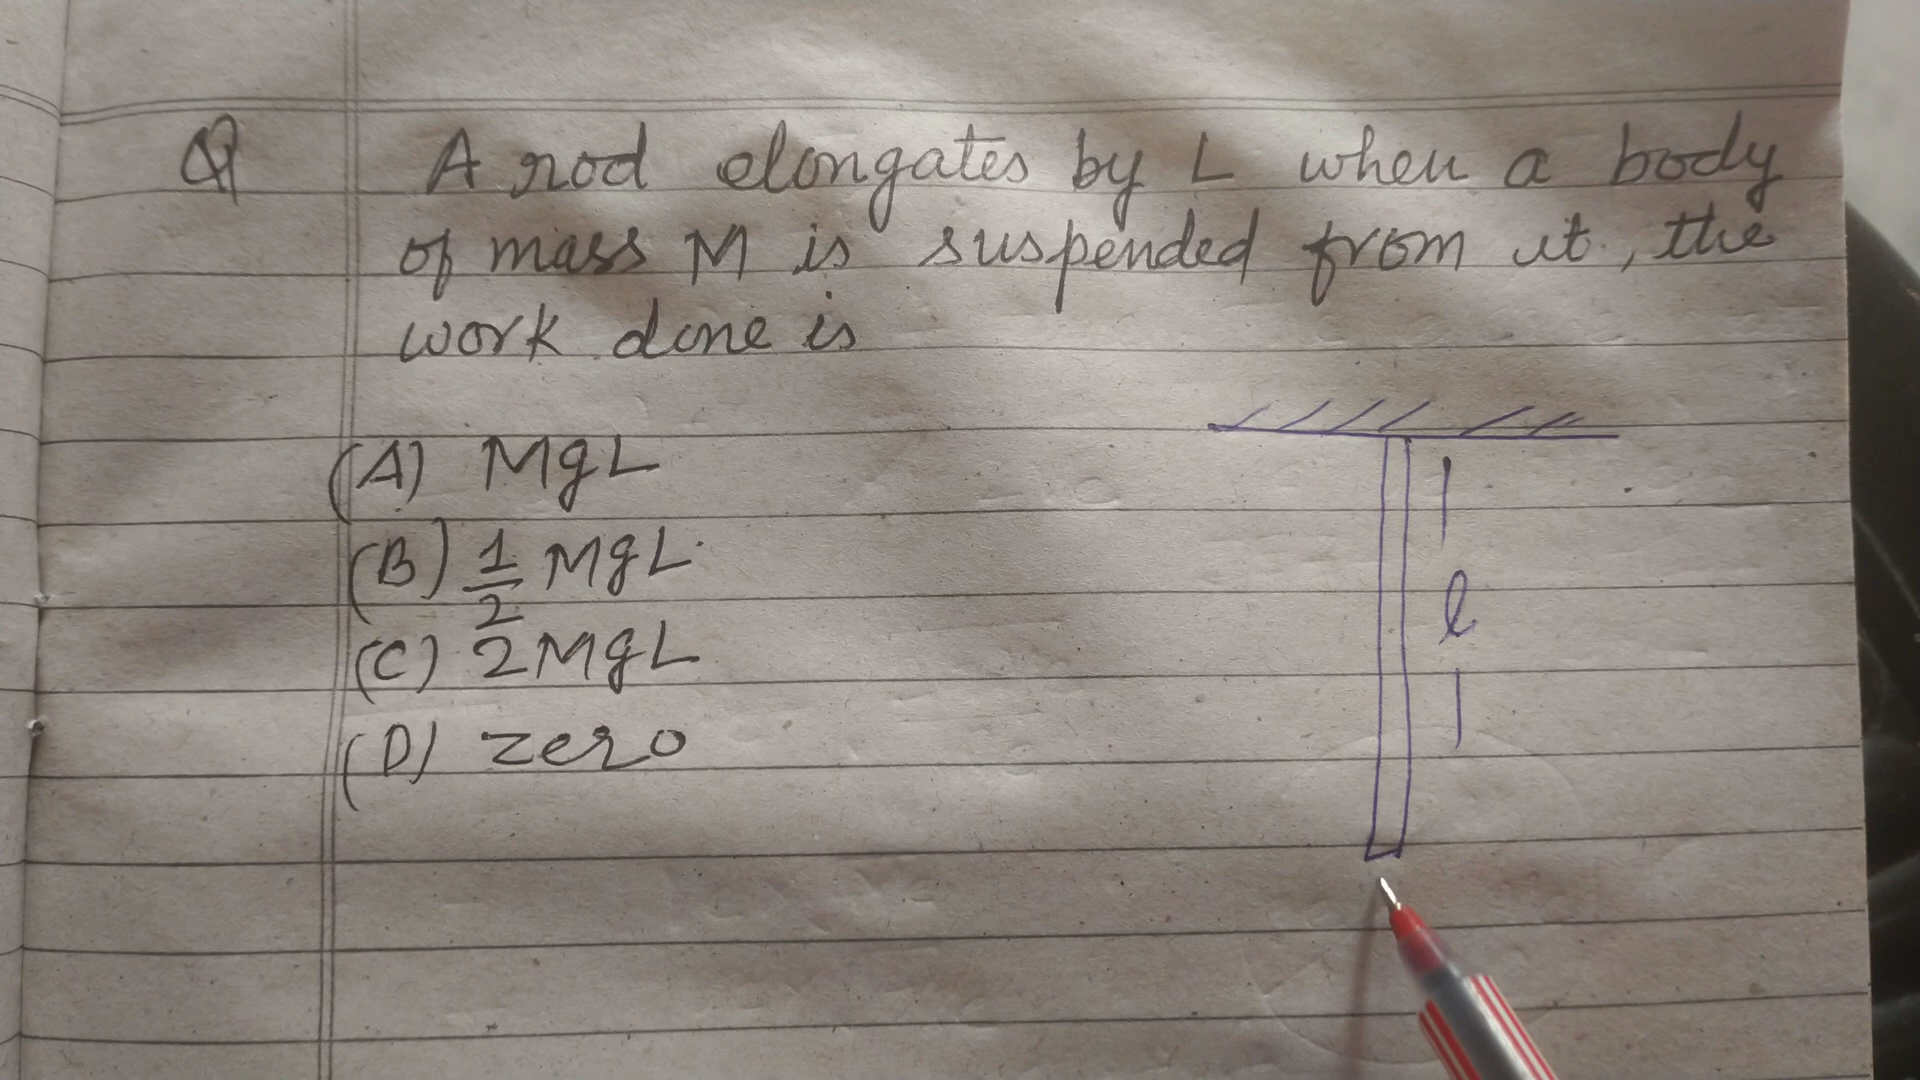 Q A rod elongates by L when a body
of mass M is suspended from it, the
work done is
(A) MgL
(B) 1/2 MgL
(C) 2MgL
(D) zero
l